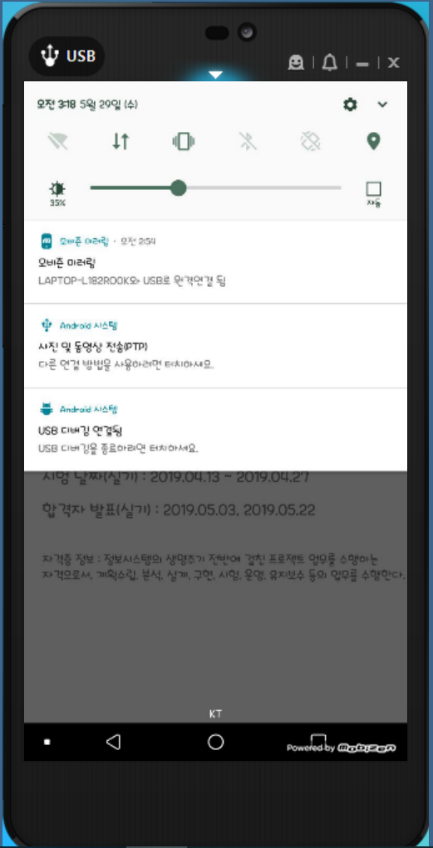 USB
오전 3:18 5월 29일 (수)
35%
자동
모비즌 미러링 · 오전 2:54
모비즌 미러링
LAPTOP-L182ROOK와 USB로 원격연결 됨
Android 시스템
사진 및 동영상 전송(PTP)
다른 연결 방법을 사용하려면 터치하세요.
Android 시스템
USB 디버깅 연결됨
USB 디버깅을 종료하려면 터치하세요.
시험 날짜(실기) : 2019.04.13 ~ 2019.04.27
합격자 발표(실기) : 2019.05.03, 2019.05.22
자격증 정보 : 정보시스템의 생명주기 전반에 걸친 프로젝트 업무를 수행하는
자격으로서, 계획수립, 분석, 설계, 구현, 시험, 운영, 유지보수 등의 업무를 수행한다.
KT
Powered by mobizen